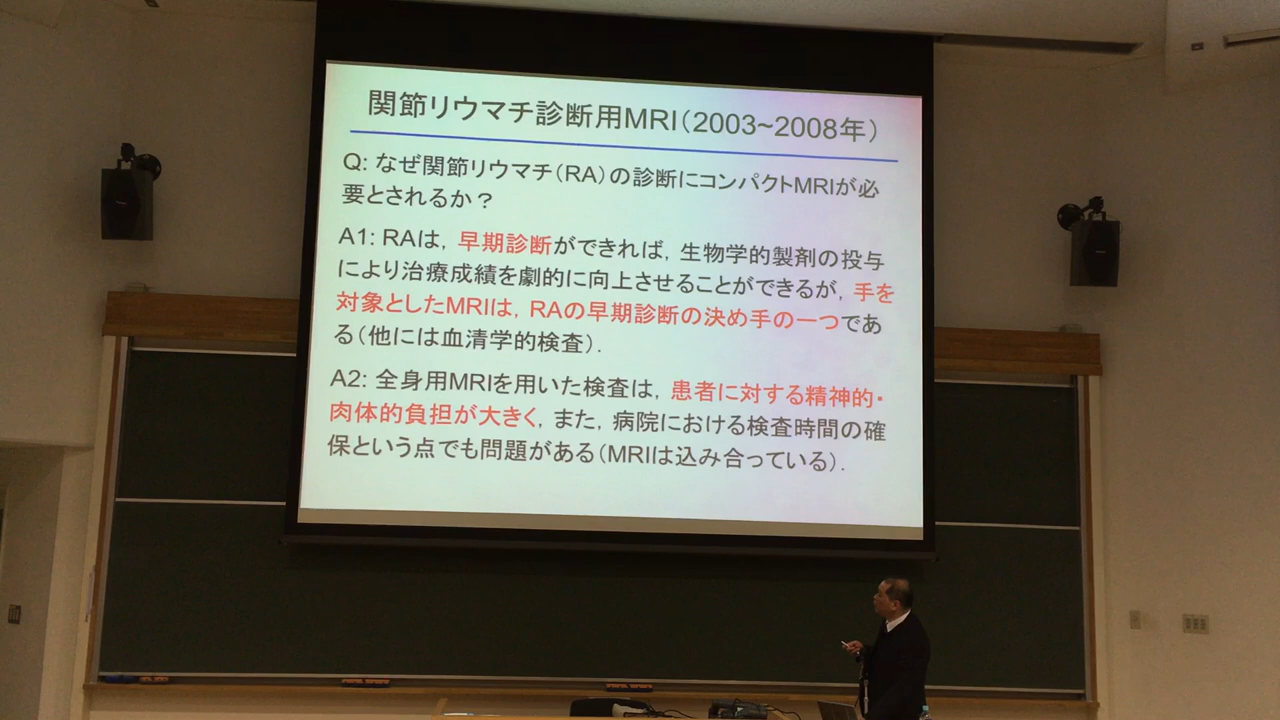 関節リウマチ診断用MRI(2003~2008年)
Q: なぜ関節リウマチ(RA)の診断にコンパクトMRIが必
要とされるか？
A1: RAは，早期診断ができれば，生物学的製剤の投与
により治療成績を劇的に向上させることができるが，手を
対象としたMRIは，RAの早期診断の決め手の一つであ
る(他には血清学的検査)．
A2: 全身用MRIを用いた検査は，患者に対する精神的・
肉体的負担が大きく，また，病院における検査時間の確
保という点でも問題がある(MRIは込み合っている)．